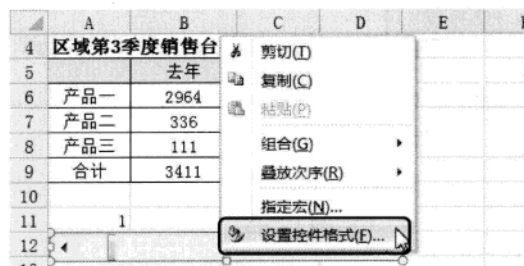 A B C D E
4 区域第3季度销售台
5 去年
6 产品一 2964
7 产品二 336
8 产品三 111
9 合计 3411
10
11 1
12
剪切(T)
复制(C)
粘贴(P)
组合(G)
叠放次序(R)
指定宏(N)...
设置控件格式(F)...